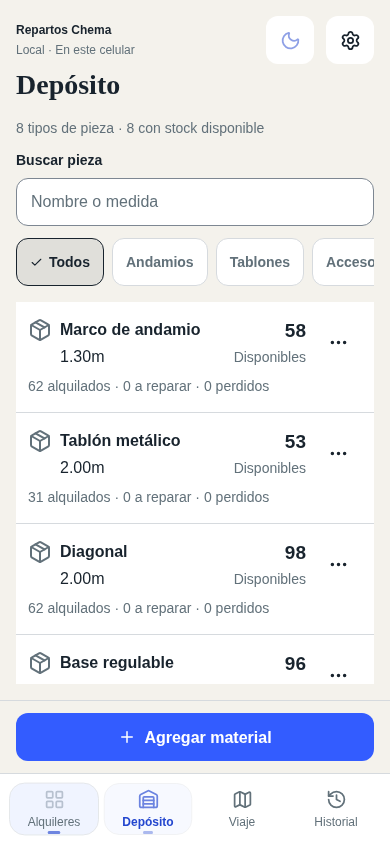 Repartos Chema
Local · En este celular
Depósito
8 tipos de pieza · 8 con stock disponible
Buscar pieza
Nombre o medida
Todos
Andamios
Tablones
Acceso
Marco de andamio
58
1.30m
Disponibles
62 alquilados · 0 a reparar · 0 perdidos
Tablón metálico
53
2.00m
Disponibles
31 alquilados · 0 a reparar · 0 perdidos
Diagonal
98
2.00m
Disponibles
62 alquilados · 0 a reparar · 0 perdidos
Base regulable
96
Agregar material
Alquileres
Depósito
Viaje
Historial